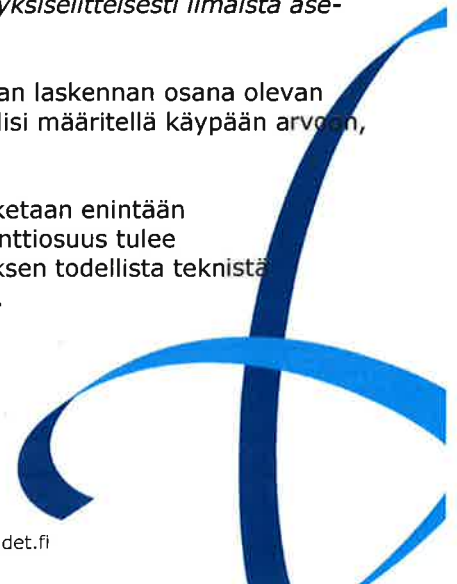 yksiselitteisesti ilmaista ase-
an laskennan osana olevan
lisi määritellä käypään arvoon,
ketaan enintään
nttiosuus tulee
ksen todellista teknistä
det.fi